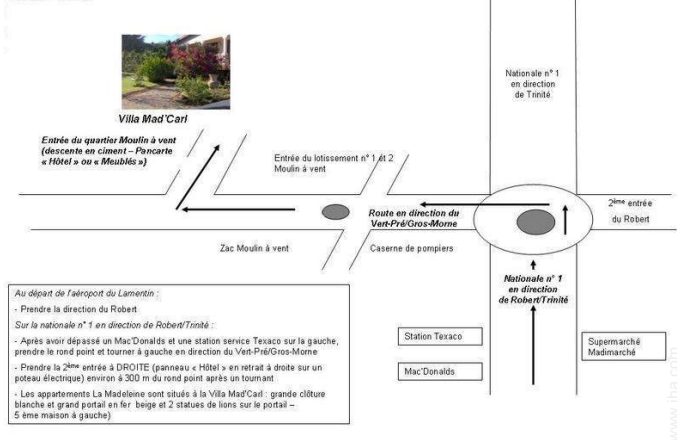 Nationale n° 1
en direction
de Trinité
Villa Mad'Carl
Entrée du quartier Moulin à vent
(descente en ciment – Pancarte
« Hôtel » ou « Meublés »)
Entrée du lotissement n° 1 et 2
Moulin à vent
2ème entrée
du Robert
Route en direction du
Vert-Pré/Gros-Morne
Zac Moulin à vent
Caserne de pompiers
Nationale n° 1
en direction
de Robert/Trinité
Au départ de l'aéroport du Lamentin :
- Prendre la direction du Robert
Sur la nationale n° 1 en direction de Robert/Trinité :
- Après avoir dépassé un Mac'Donalds et une station service Texaco sur la gauche,
prendre le rond point et tourner à gauche en direction du Vert-Pré/Gros-Morne
- Prendre la 2ème entrée à DROITE (panneau « Hôtel » en retrait à droite sur un
poteau électrique) environ à 300 m du rond point après un tournant
- Les appartements La Madeleine sont situés à la Villa Mad'Carl : grande clôture
blanche et grand portail en fer beige et 2 statues de lions sur le portail –
5 ème maison à gauche)
Station Texaco
Mac'Donalds
Supermarché
Madimarché
www.iha.com